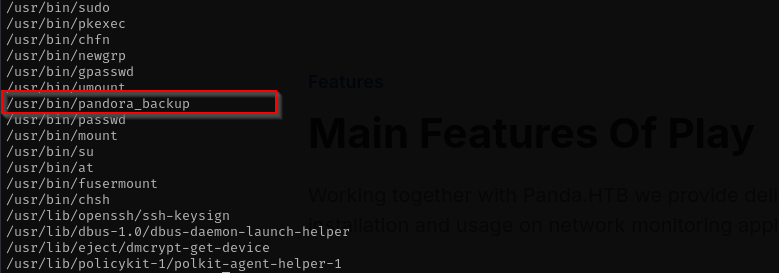 /usr/bin/sudo
/usr/bin/pkexec
/usr/bin/chfn
/usr/bin/newgrp
/usr/bin/gpasswd
/usr/bin/umount
/usr/bin/pandora_backup
/usr/bin/passwd
/usr/bin/mount
/usr/bin/su
/usr/bin/at
/usr/bin/fusermount
/usr/bin/chsh
/usr/lib/openssh/ssh-keysign
/usr/lib/dbus-1.0/dbus-daemon-launch-helper
/usr/lib/eject/dmcrypt-get-device
/usr/lib/policykit-1/polkit-agent-helper-1
Features
Main Features Of Play
Working together with Panda.HTB we provide
installation and usage on network monitoring